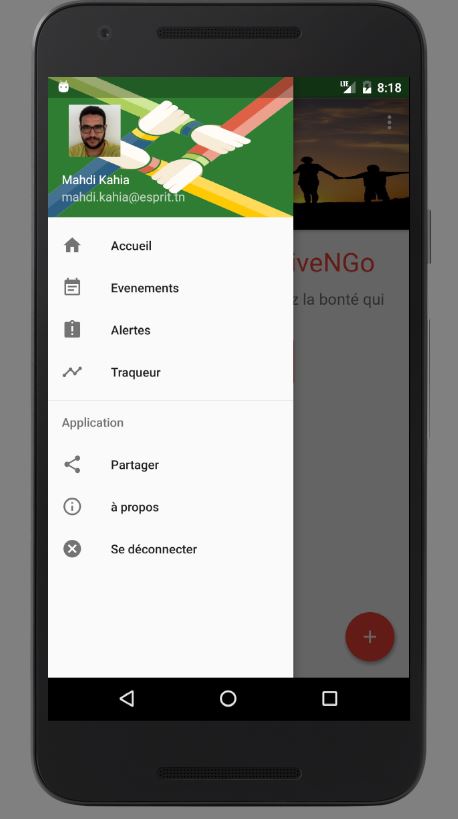 LTE 8:18
Mahdi Kahia
mahdi.kahia@esprit.tn
Accueil
iveNGo
Evenements
z la bonté qui
Alertes
Traqueur
Application
Partager
à propos
Se déconnecter